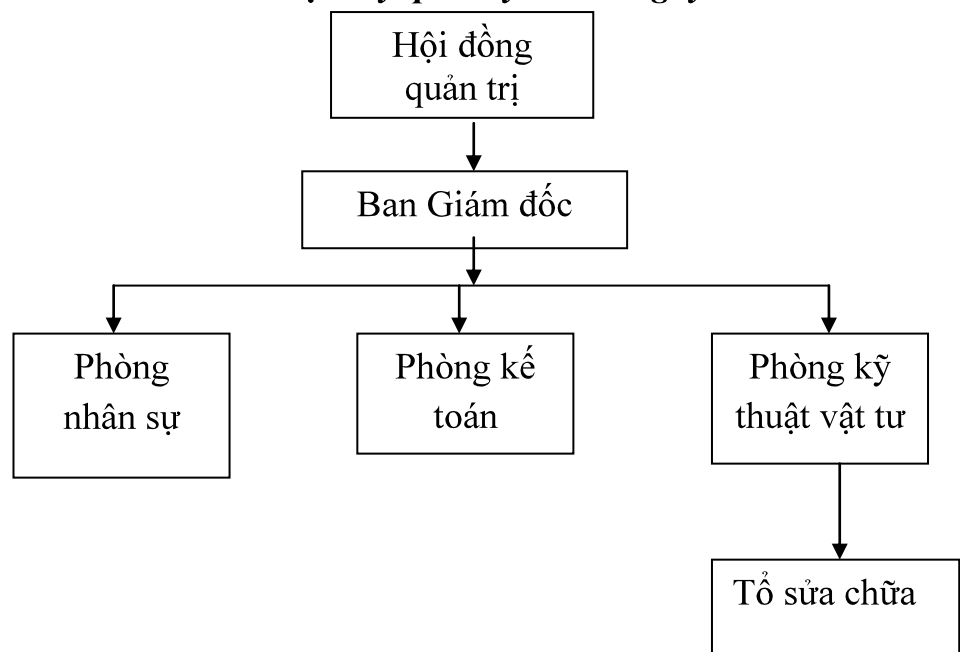 Hội đồng
quản trị
Ban Giám đốc
Phòng
nhân sự
Phòng kế
toán
Phòng kỹ
thuật vật tư
Tổ sửa chữa